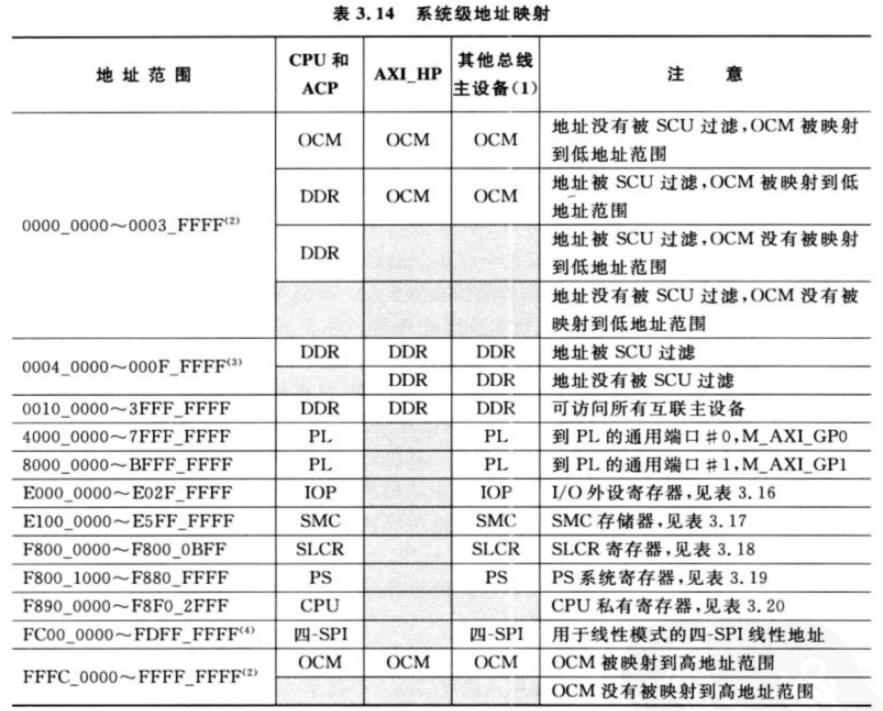 表 3.14 系统级地址映射
地址范围 CPU 和 ACP AXI_HP 其他总线主设备(1) 注意
0000_0000～0003_FFFF(2) OCM OCM OCM 地址没有被 SCU 过滤,OCM 被映射
到低地址范围
DDR OCM OCM 地址被 SCU 过滤,OCM 被映射到低
地址范围
DDR 地址被 SCU 过滤,OCM 没有被映射
到低地址范围
地址没有被 SCU 过滤,OCM 没有被
映射到低地址范围
0004_0000～000F_FFFF(3) DDR DDR DDR 地址被 SCU 过滤
DDR DDR 地址没有被 SCU 过滤
0010_0000～3FFF_FFFF DDR DDR DDR 可访问所有互联主设备
4000_0000～7FFF_FFFF PL PL 到 PL 的通用端口#0,M_AXI_GP0
8000_0000～BFFF_FFFF PL PL 到 PL 的通用端口#1,M_AXI_GP1
E000_0000～E02F_FFFF IOP IOP I/O 外设寄存器,见表 3.16
E100_0000～E5FF_FFFF SMC SMC SMC 存储器,见表 3.17
F800_0000～F800_0BFF SLCR SLCR SLCR 寄存器,见表 3.18
F800_1000～F880_FFFF PS PS PS 系统寄存器,见表 3.19
F890_0000～F8F0_2FFF CPU CPU 私有寄存器,见表 3.20
FC00_0000～FDFF_FFFF(4) 四-SPI 四-SPI 用于线性模式的四-SPI 线性地址
FFFC_0000～FFFF_FFFF(2) OCM OCM OCM OCM 被映射到高地址范围
OCM 没有被映射到高地址范围